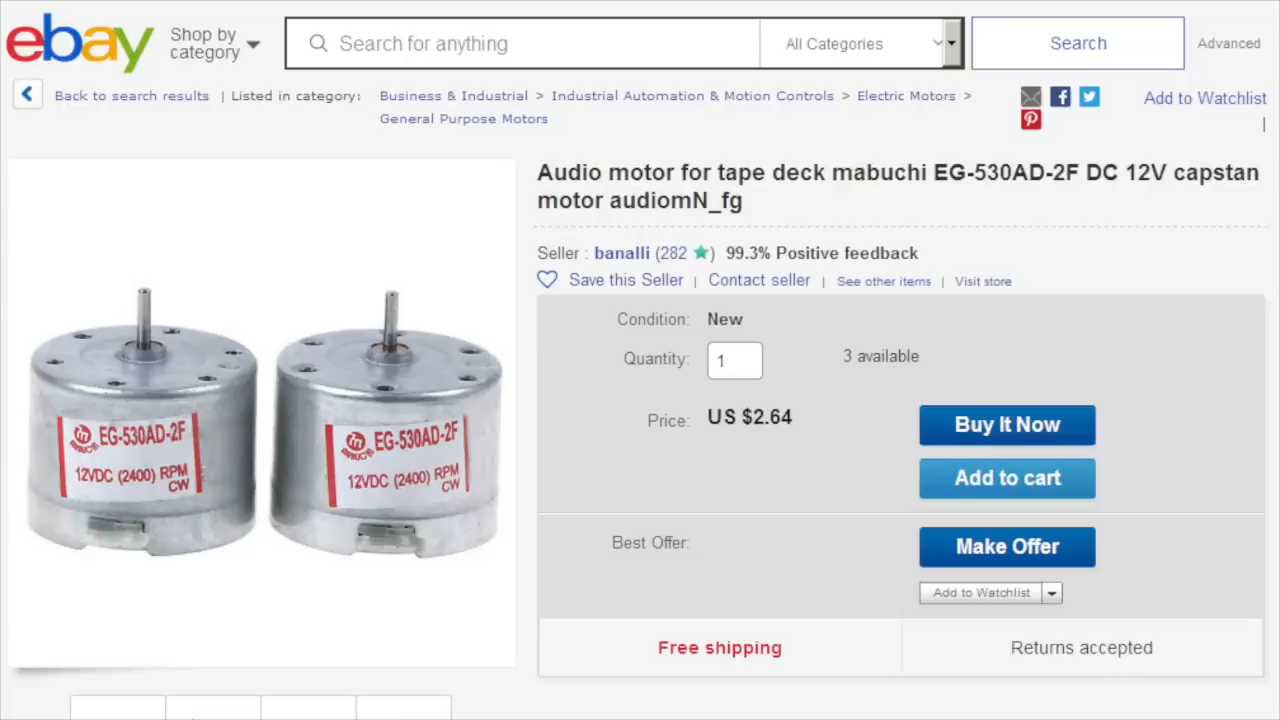 ebay
Shop by
category
Search for anything
All Categories
Search
Advanced
Back to search results | Listed in category:
Business & Industrial > Industrial Automation & Motion Controls > Electric Motors >
General Purpose Motors
Add to Watchlist
|
Audio motor for tape deck mabuchi EG-530AD-2F DC 12V capstan
motor audiomN_fg
Seller : banalli (282 ) 99.3% Positive feedback
Save this Seller | Contact seller | See other items | Visit store
Condition: New
Quantity: 1
3 available
Price: US $2.64
Buy It Now
Add to cart
Best Offer:
Make Offer
Add to Watchlist
Free shipping
Returns accepted
EG-530AD-2F
12VDC (2400) RPM
CW
EG-530AD-2F
12VDC (2400) RPM
CW